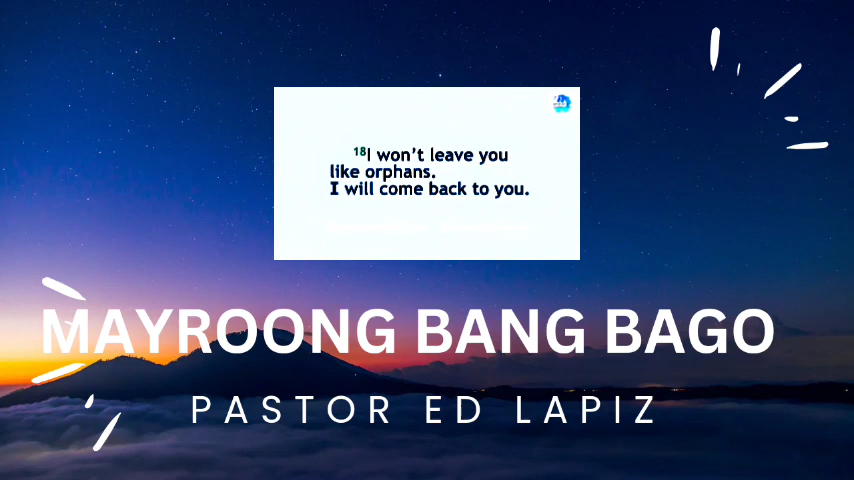 18I won't leave you
like orphans.
I will come back to you.
MAYROONG BANG BAGO
PASTOR ED LAPIZ